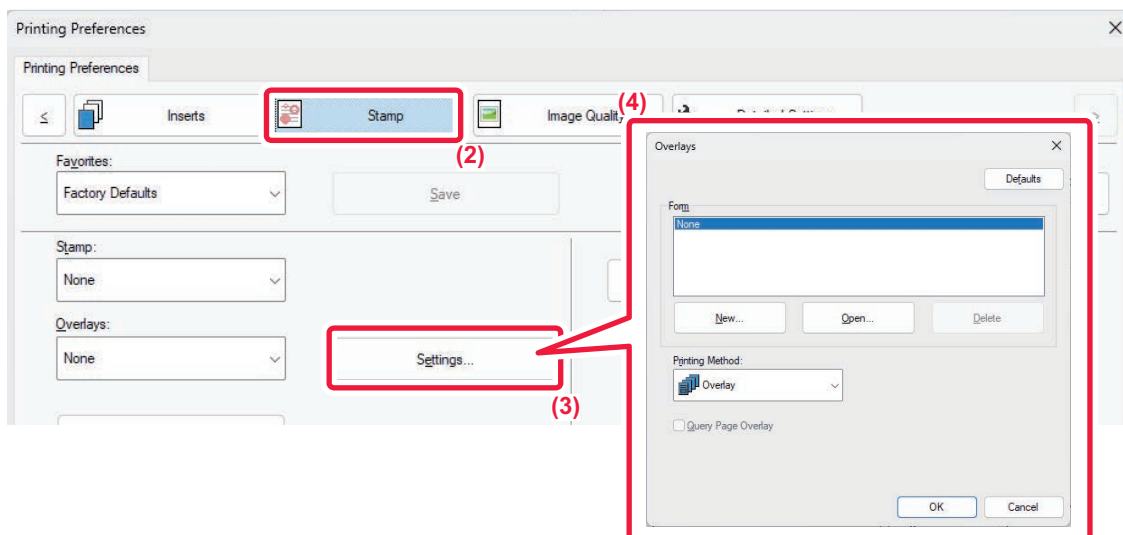 Printing Preferences
Printing Preferences
≤ Inserts Stamp Image Quality
(4)
(2)
Favorites:
Factory Defaults
Save
Stamp:
None
Overlays:
None
Settings...
(3)
Overlays
Defaults
Form
None
New... Open... Delete
Printing Method:
Overlay
Query Page Overlay
OK Cancel